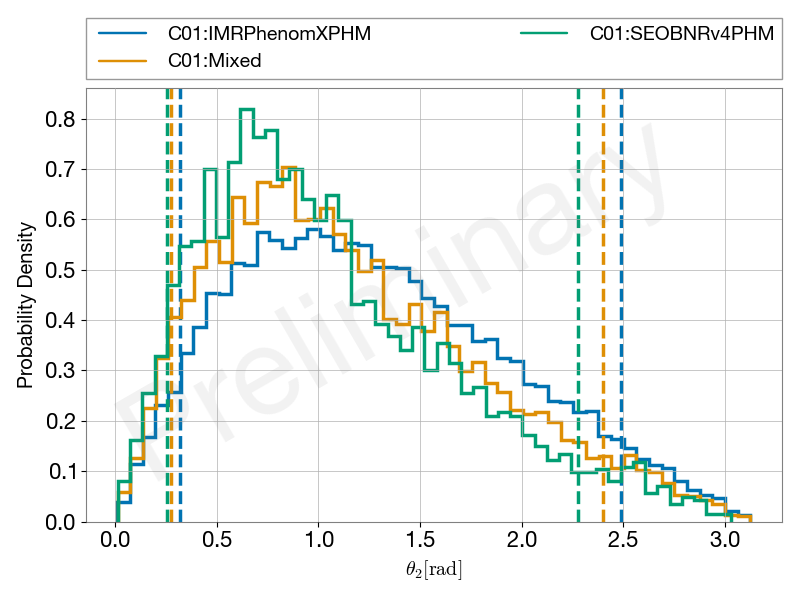 C01:IMRPhenomXPHM
C01:Mixed
C01:SEOBNRv4PHM
Probability Density
0.8
0.7
0.6
0.5
0.4
0.3
0.2
0.1
0.0
Preliminary
0.0 0.5 1.0 1.5 2.0 2.5 3.0
θ₂[rad]